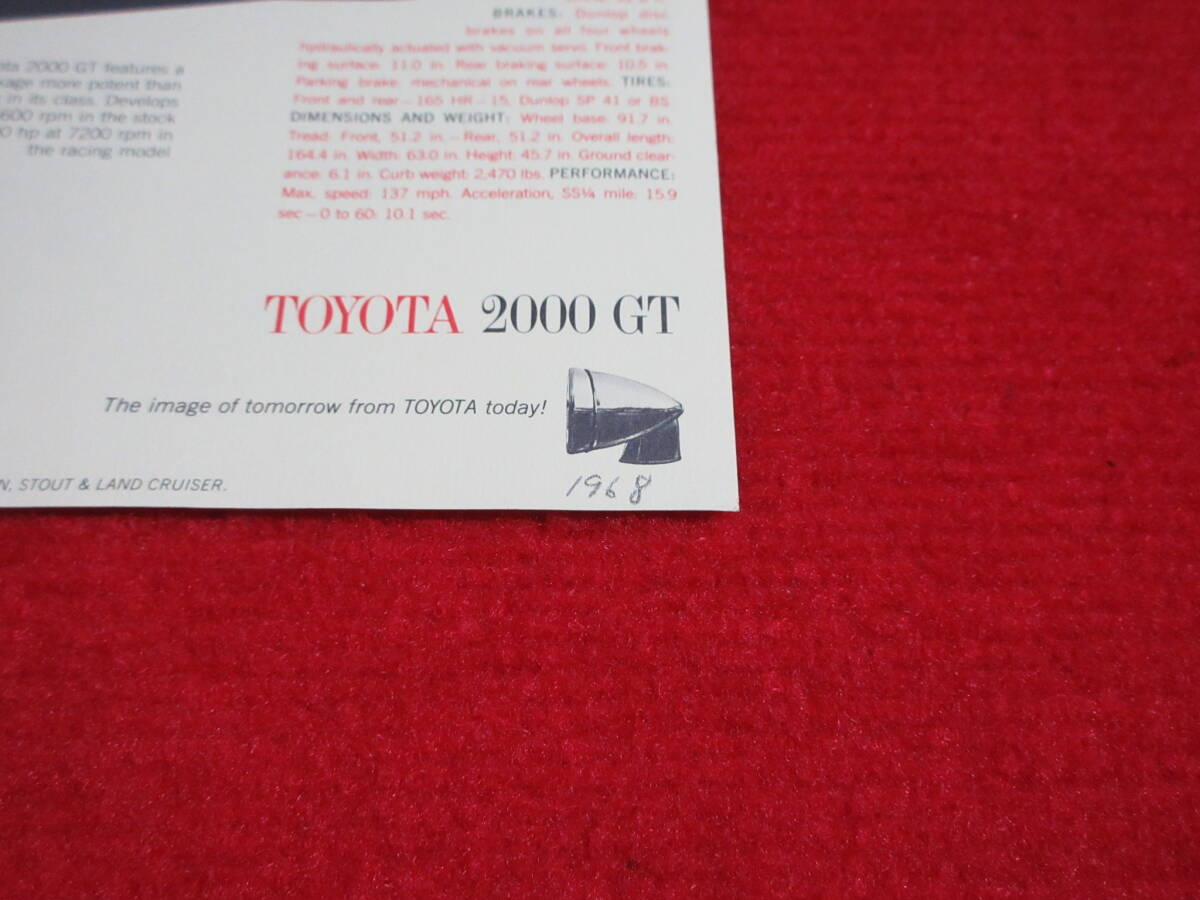 BRAKES: Dunlop disc
brakes on all four wheels
hydraulically actuated with vacuum servo. Front brak-
ing surface: 11.0 in. Rear braking surface: 10.5 in.
Parking brake: mechanical on rear wheels. TIRES:
Front and rear—165 HR—15, Dunlop SP 41 or BS.
DIMENSIONS AND WEIGHT: Wheel base: 91.7 in.
Tread: Front, 51.2 in.—Rear, 51.2 in. Overall length:
164.4 in. Width: 63.0 in. Height: 45.7 in. Ground clear-
ance: 6.1 in. Curb weight: 2,470 lbs. PERFORMANCE:
Max. speed: 137 mph. Acceleration, SS¼ mile: 15.9
sec—0 to 60: 10.1 sec.
2000 GT features a
more potent than
in its class. Develops
600 rpm in the stock
hp at 7200 rpm in
the racing model
TOYOTA 2000 GT
The image of tomorrow from TOYOTA today!
N, STOUT & LAND CRUISER.
1968